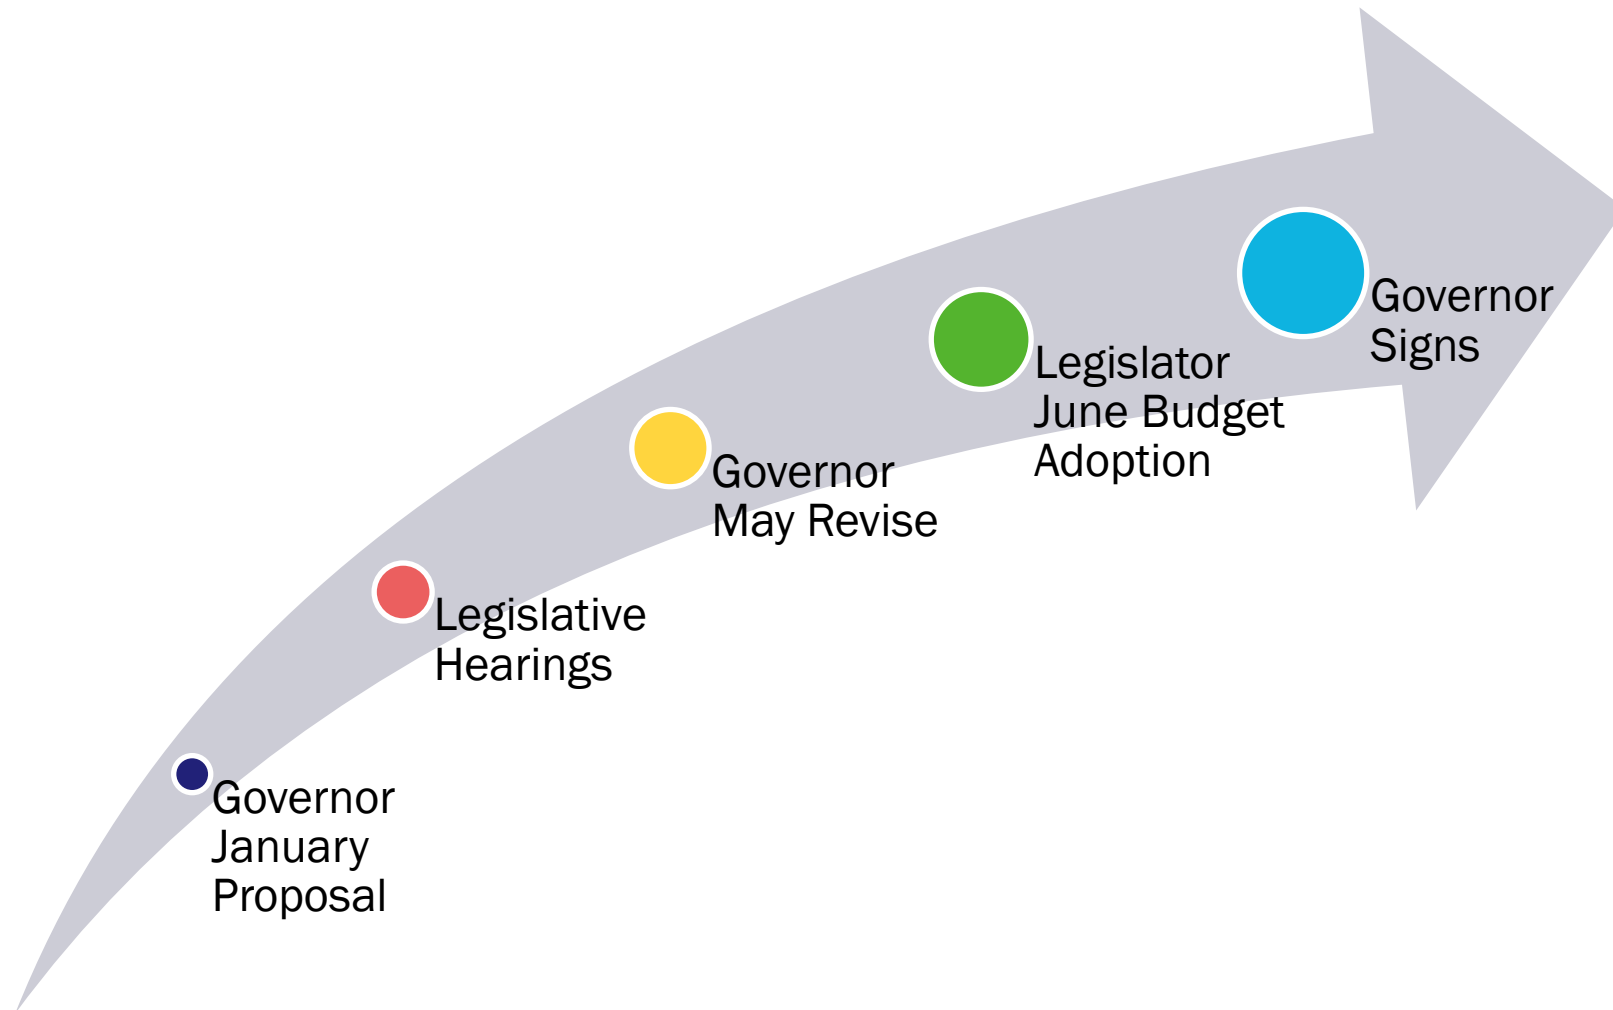 Governor
January
Proposal
Legislative
Hearings
Governor
May Revise
Legislator
June Budget
Adoption
Governor
Signs